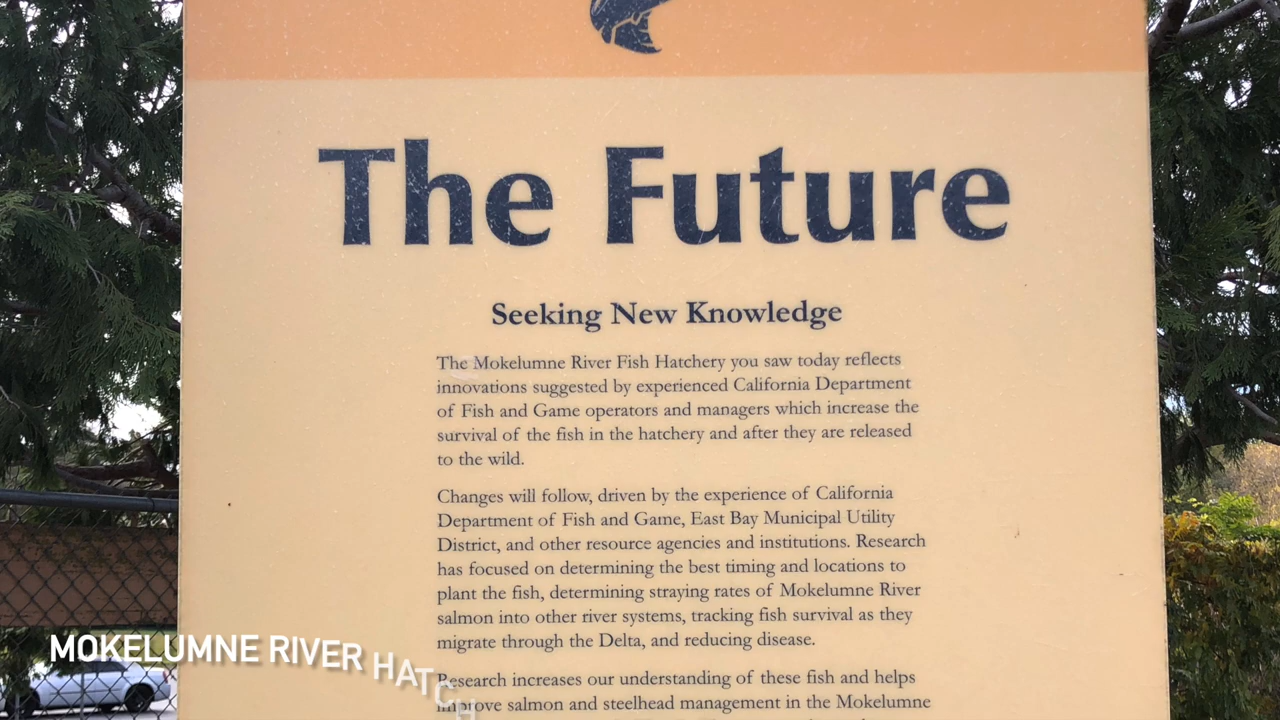 The Future
Seeking New Knowledge
The Mokelumne River Fish Hatchery you saw today reflects
innovations suggested by experienced California Department
of Fish and Game operators and managers which increase the
survival of the fish in the hatchery and after they are released
to the wild.
Changes will follow, driven by the experience of California
Department of Fish and Game, East Bay Municipal Utility
District, and other resource agencies and institutions. Research
has focused on determining the best timing and locations to
plant the fish, determining straying rates of Mokelumne River
salmon into other river systems, tracking fish survival as they
migrate through the Delta, and reducing disease.
Research increases our understanding of these fish and helps
improve salmon and steelhead management in the Mokelumne
MOKELUMNE RIVER HATCH